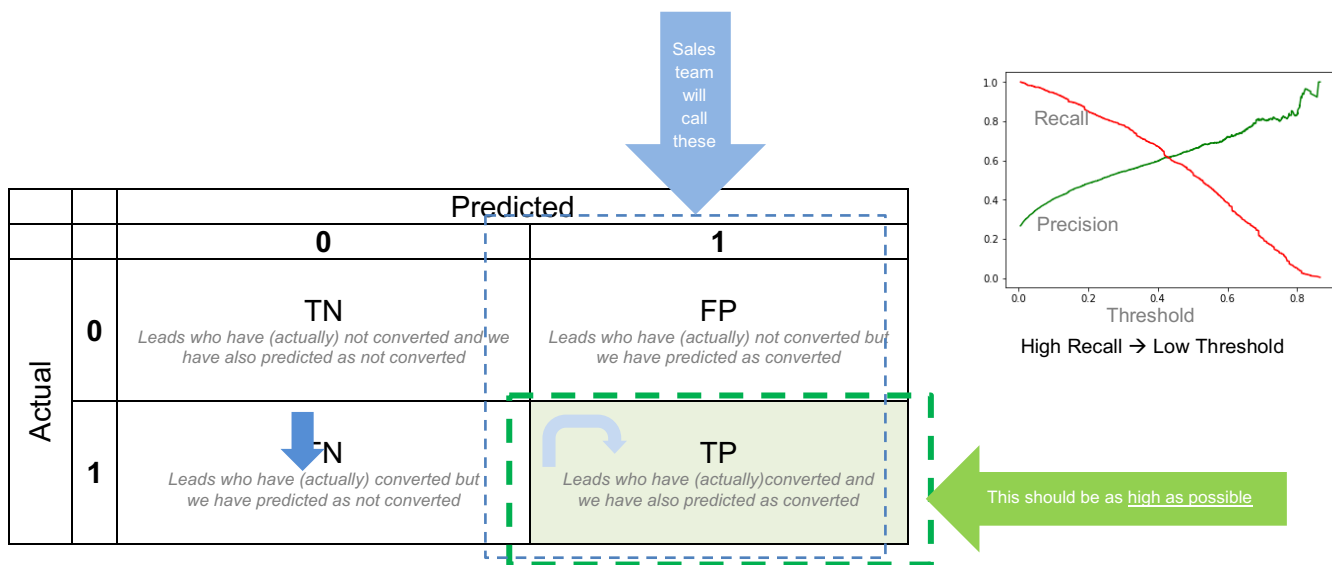 Sales
team
will
call
these
Predicted
0
1
Actual
0
TN
Leads who have (actually) not converted and we
have also predicted as not converted
FP
Leads who have (actually) not converted but
we have predicted as converted
1
FN
Leads who have (actually) converted but
we have predicted as not converted
TP
Leads who have (actually)converted and
we have also predicted as converted
This should be as high as possible
1.0
0.8
0.6
0.4
0.2
0.0
Recall
Precision
0.0 0.2 0.4 0.6 0.8
Threshold
High Recall → Low Threshold